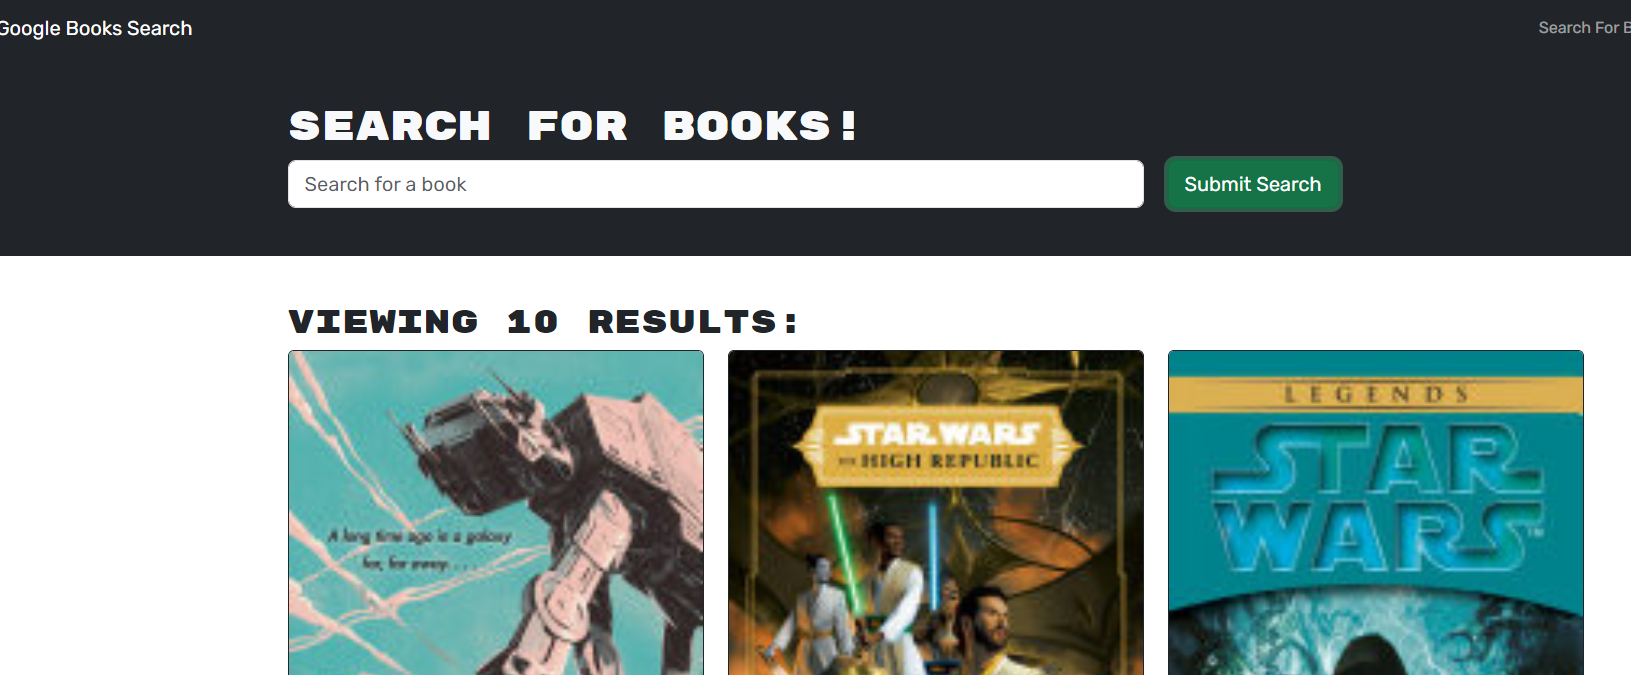 Google Books Search
Search For B
SEARCH FOR BOOKS!
Search for a book
Submit Search
VIEWING 10 RESULTS:
A long time ago in a galaxy
far, far away. . . .
STAR WARS
THE HIGH REPUBLIC
LEGENDS
STAR
WARS™